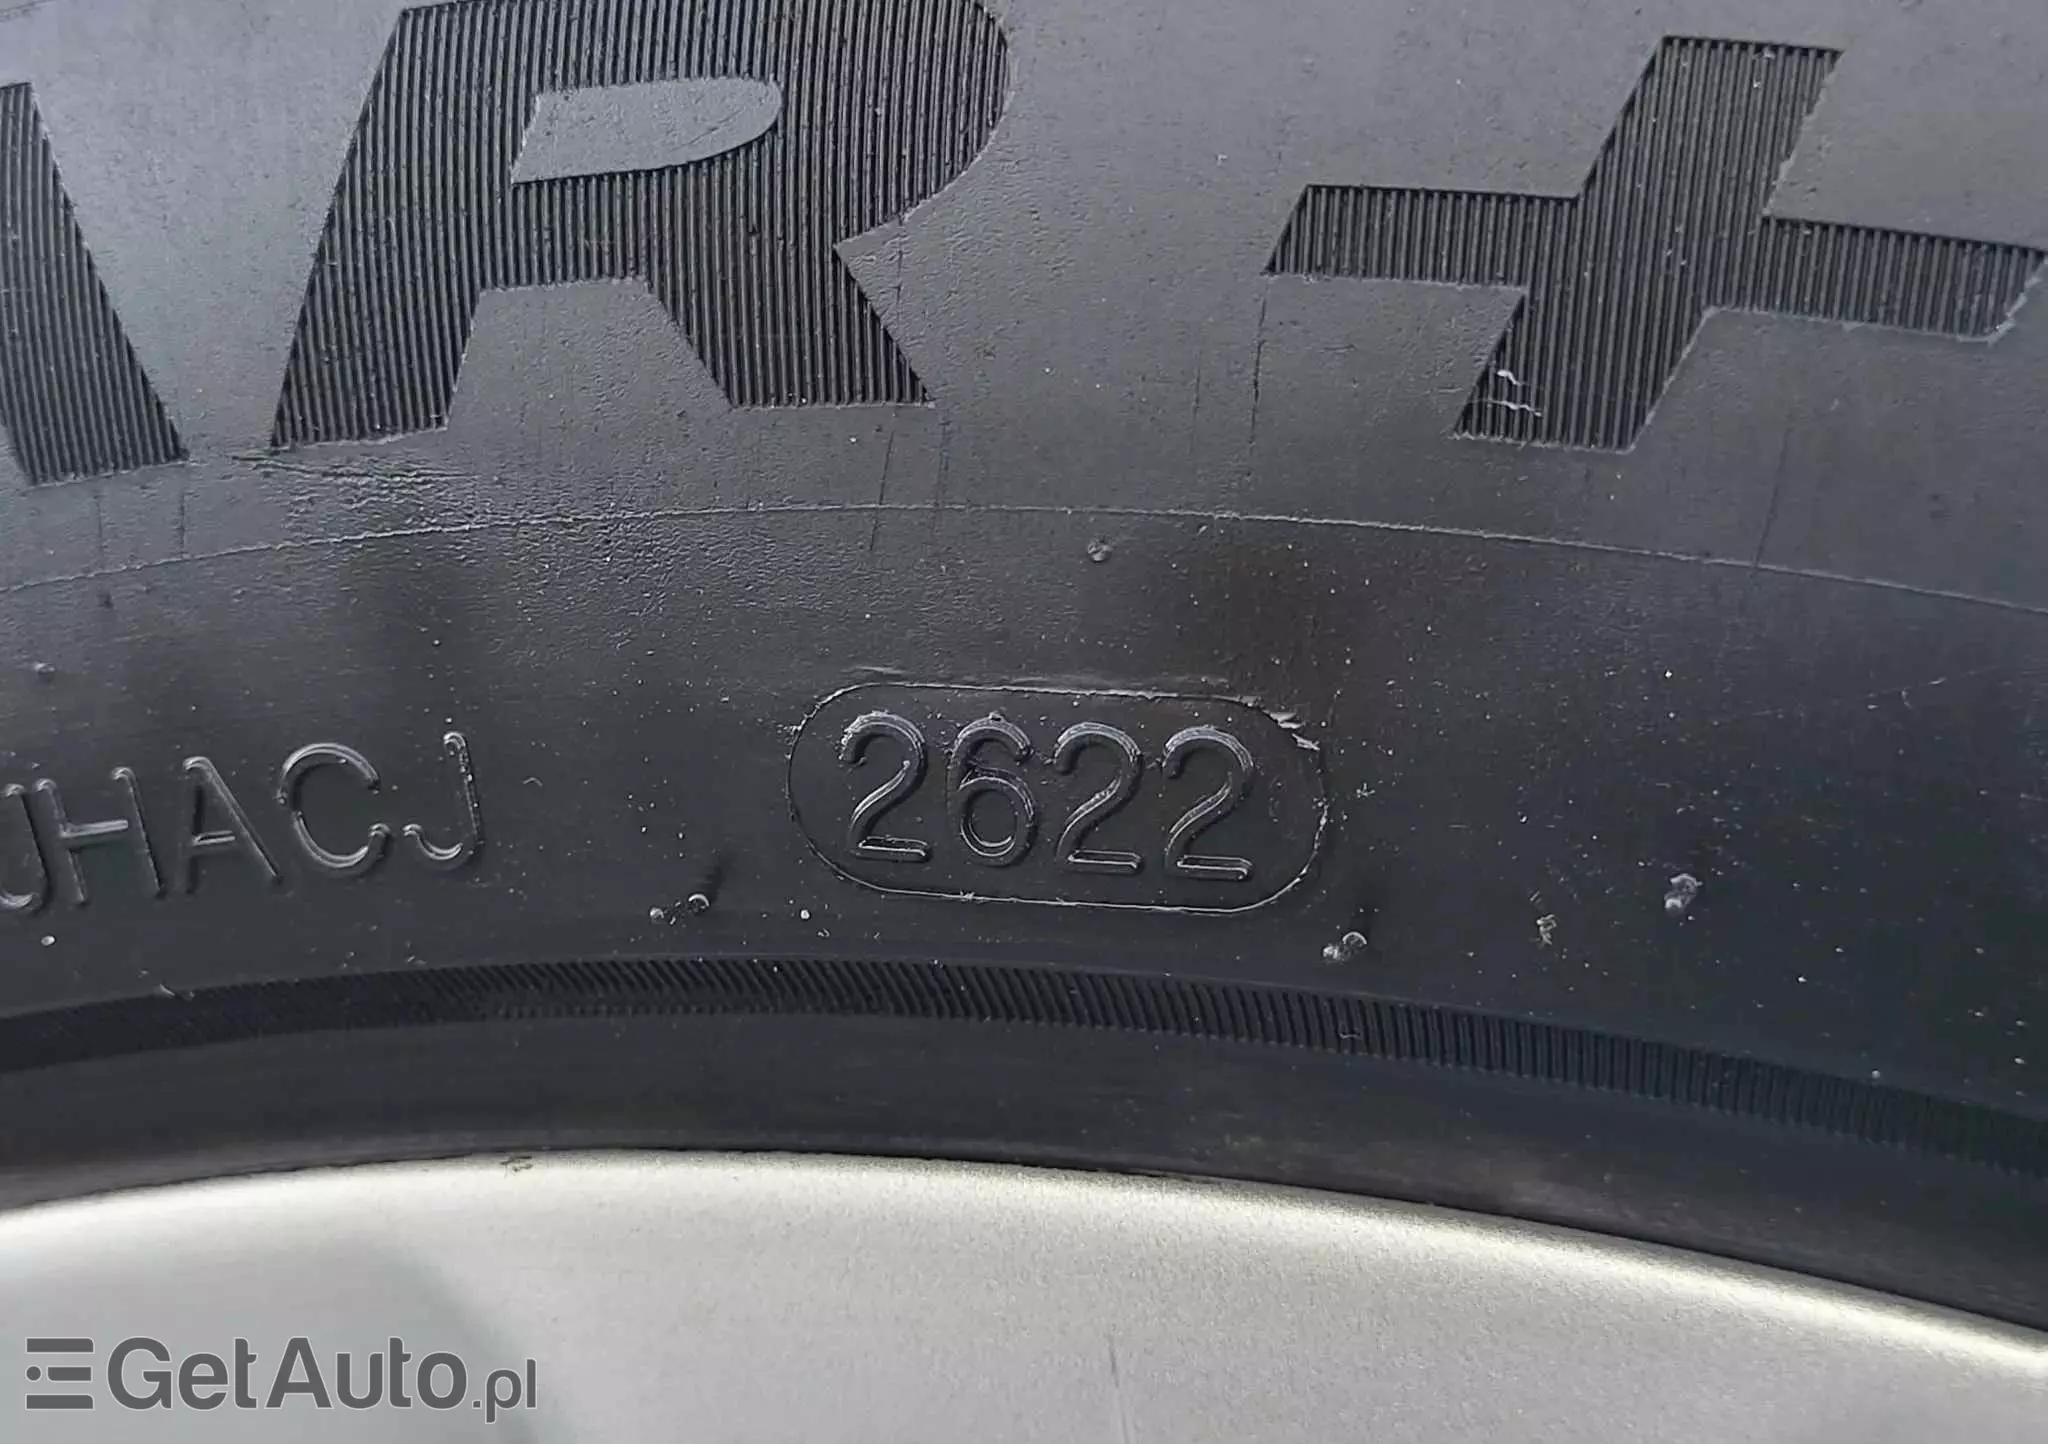 R +
HACJ 2622
GetAuto.pl